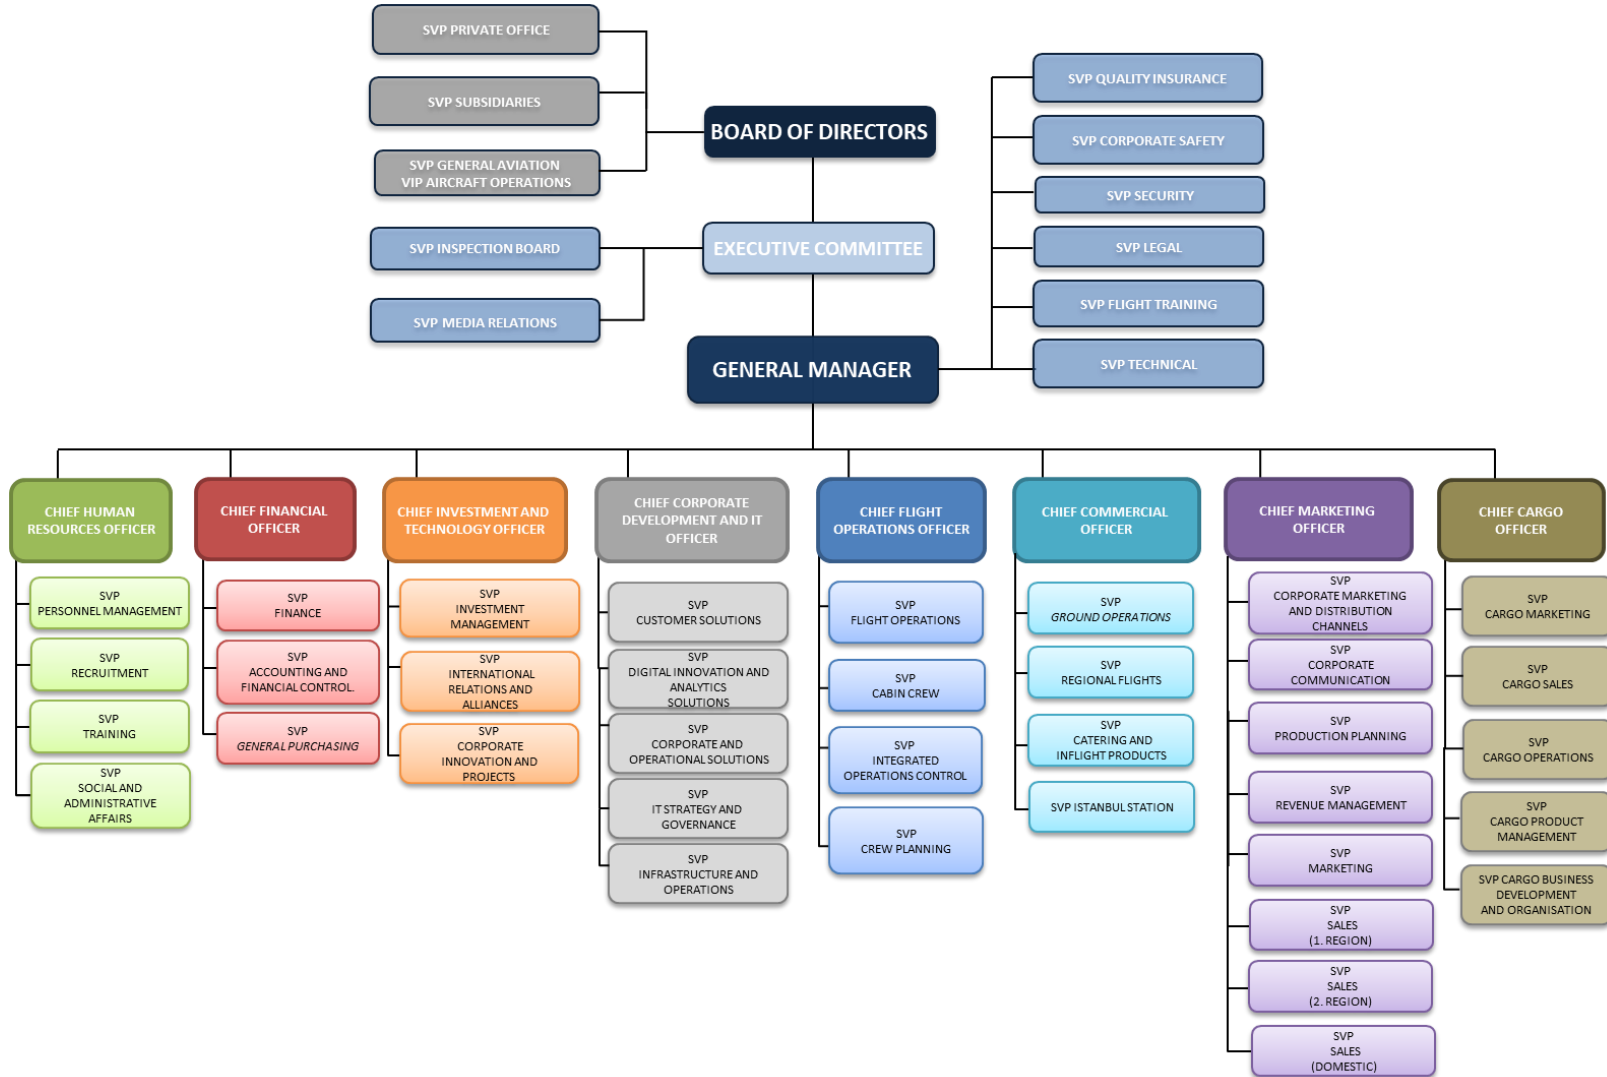 SVP PRIVATE OFFICE
SVP SUBSIDIARIES
SVP GENERAL AVIATION
VIP AIRCRAFT OPERATIONS
BOARD OF DIRECTORS
SVP QUALITY INSURANCE
SVP CORPORATE SAFETY
SVP SECURITY
SVP LEGAL
SVP FLIGHT TRAINING
SVP TECHNICAL
SVP INSPECTION BOARD
EXECUTIVE COMMITTEE
SVP MEDIA RELATIONS
GENERAL MANAGER
CHIEF HUMAN
RESOURCES OFFICER
SVP
PERSONNEL MANAGEMENT
SVP
RECRUITMENT
SVP
TRAINING
SVP
SOCIAL AND
ADMINISTRATIVE
AFFAIRS
CHIEF FINANCIAL
OFFICER
SVP
FINANCE
SVP
ACCOUNTING AND
FINANCIAL CONTROL.
SVP
GENERAL PURCHASING
CHIEF INVESTMENT AND
TECHNOLOGY OFFICER
SVP
INVESTMENT
MANAGEMENT
SVP
INTERNATIONAL
RELATIONS AND
ALLIANCES
SVP
CORPORATE
INNOVATION AND
PROJECTS
CHIEF CORPORATE
DEVELOPMENT AND IT
OFFICER
SVP
CUSTOMER SOLUTIONS
SVP
DIGITAL INNOVATION AND
ANALYTICS
SOLUTIONS
SVP
CORPORATE AND
OPERATIONAL SOLUTIONS
SVP
IT STRATEGY AND
GOVERNANCE
SVP
INFRASTRUCTURE AND
OPERATIONS
CHIEF FLIGHT
OPERATIONS OFFICER
SVP
FLIGHT OPERATIONS
SVP
CABIN CREW
SVP
INTEGRATED
OPERATIONS CONTROL
SVP
CREW PLANNING
CHIEF COMMERCIAL
OFFICER
SVP
GROUND OPERATIONS
SVP
REGIONAL FLIGHTS
SVP
CATERING AND
INFLIGHT PRODUCTS
SVP ISTANBUL STATION
CHIEF MARKETING
OFFICER
SVP
CORPORATE MARKETING
AND DISTRIBUTION
CHANNELS
SVP
CORPORATE
COMMUNICATION
SVP
PRODUCTION PLANNING
SVP
REVENUE MANAGEMENT
SVP
MARKETING
SVP
SALES
(1. REGION)
SVP
SALES
(2. REGION)
SVP
SALES
(DOMESTIC)
CHIEF CARGO
OFFICER
SVP
CARGO MARKETING
SVP
CARGO SALES
SVP
CARGO OPERATIONS
SVP
CARGO PRODUCT
MANAGEMENT
SVP CARGO BUSINESS
DEVELOPMENT
AND ORGANISATION